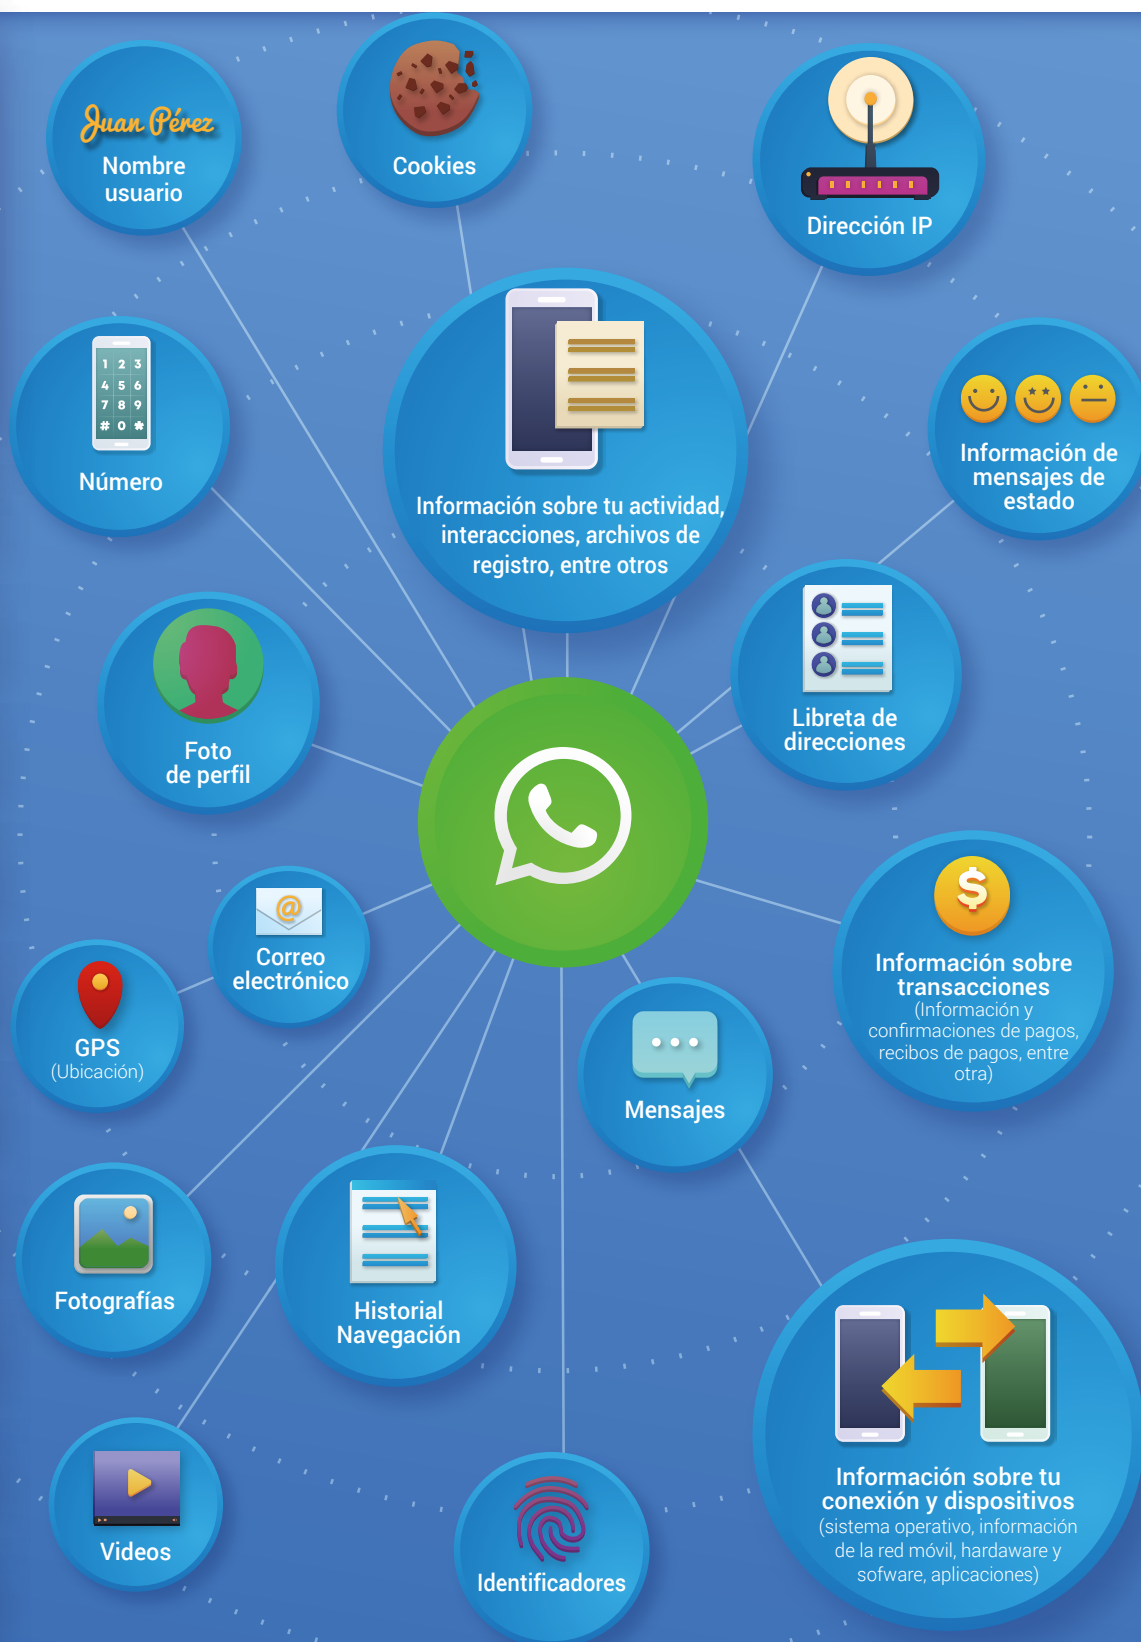 Juan Pérez
Nombre
usuario
Cookies
Dirección IP
1 2 3
4 5 6
7 8 9
# 0 *
Número
Información sobre tu actividad,
interacciones, archivos de
registro, entre otros
Información de
mensajes de
estado
Foto
de perfil
Libreta de
direcciones
@
Correo
electrónico
GPS
(Ubicación)
$
Información sobre
transacciones
(Información y
confirmaciones de pagos,
recibos de pagos, entre
otra)
Mensajes
Fotografías
Historial
Navegación
Videos
Identificadores
Información sobre tu
conexión y dispositivos
(sistema operativo, información
de la red móvil, hardaware y
sofware, aplicaciones)